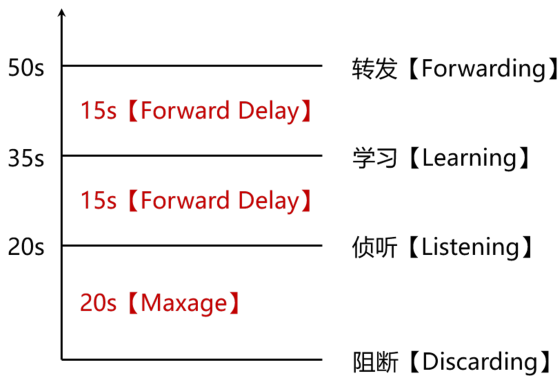 50s 转发【Forwarding】
15s【Forward Delay】
35s 学习【Learning】
15s【Forward Delay】
20s 侦听【Listening】
20s【Maxage】
阻断【Discarding】